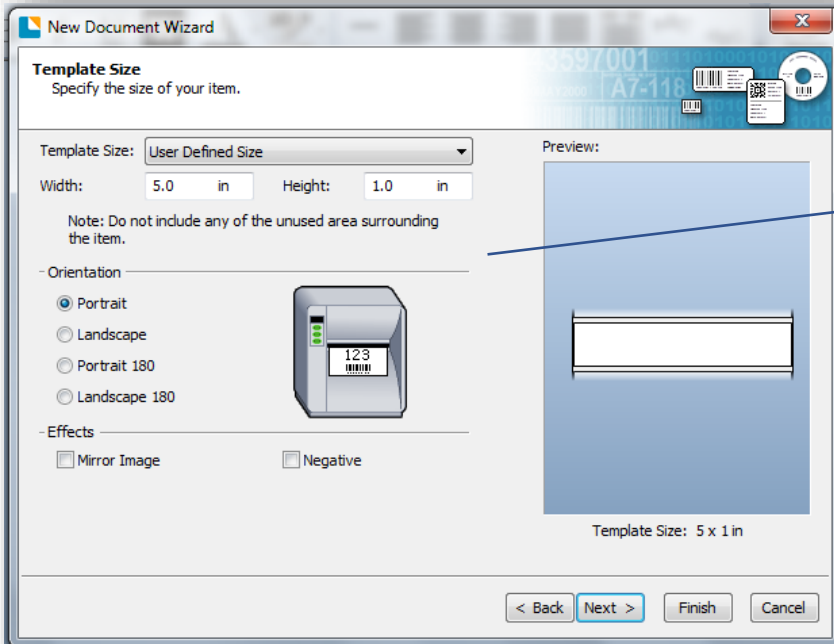 New Document Wizard
Template Size
Specify the size of your item.
3597001
A7-118
Template Size: User Defined Size
Preview:
Width: 5.0 in Height: 1.0 in
Note: Do not include any of the unused area surrounding
the item.
Orientation
Portrait
Landscape
123
Portrait 180
Landscape 180
Effects
Mirror Image Negative
Template Size: 5 x 1 in
< Back Next > Finish Cancel